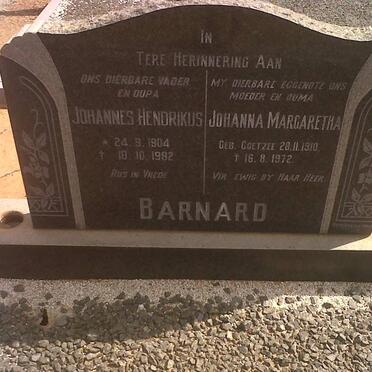 IN
TERE HERINNERING AAN
ONS DIERBARE VADER
EN OUPA
JOHANNES HENDRIKUS
* 24.9.1904
† 18.10.1982
RUS IN VREDE
MY DIERBARE EGGENOTE ONS
MOEDER EN OUMA
JOHANNA MARGARETHA
GEB. COETZEE 28.11.1910
† 16.8.1972
VIR EWIG BY HAAR HEER
BARNARD